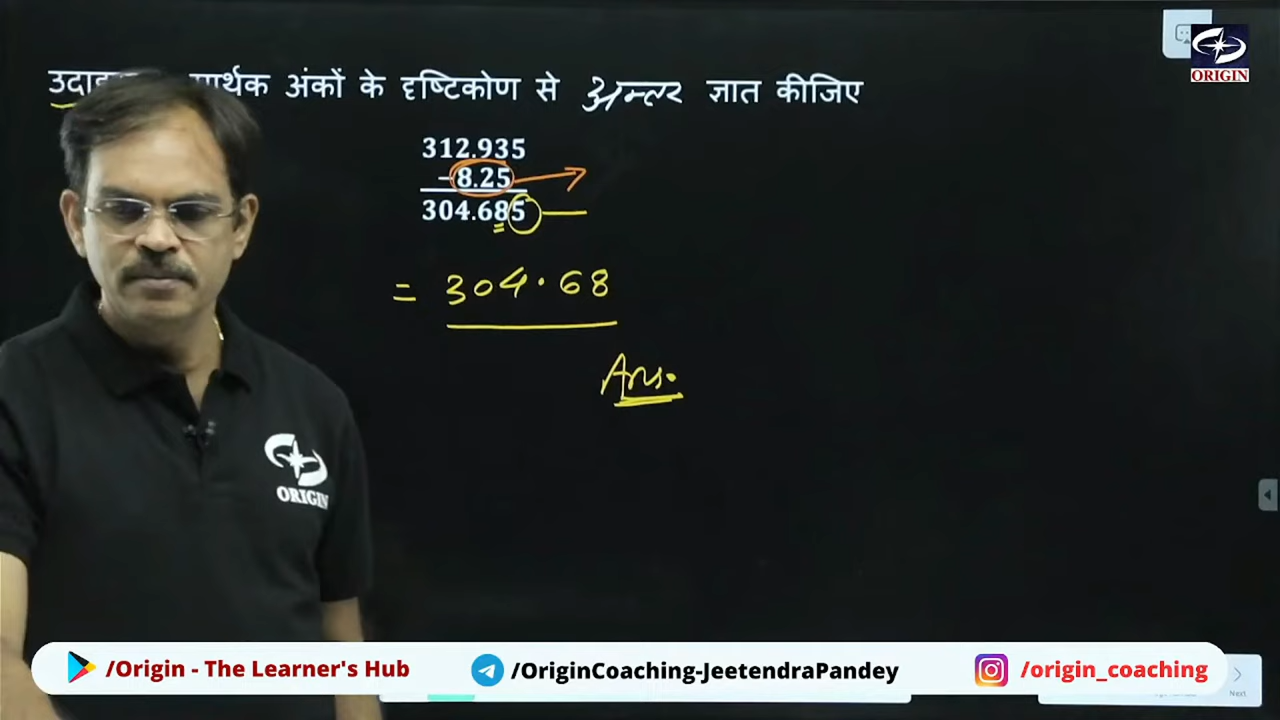 ORIGIN
सार्थक अंकों के दृष्टिकोण से अन्तर ज्ञात कीजिए
312.935
−8.25
304.685
= 304.68
Ans.
ORIGIN
/Origin - The Learner's Hub
/OriginCoaching-JeetendraPandey
/origin_coaching
Next